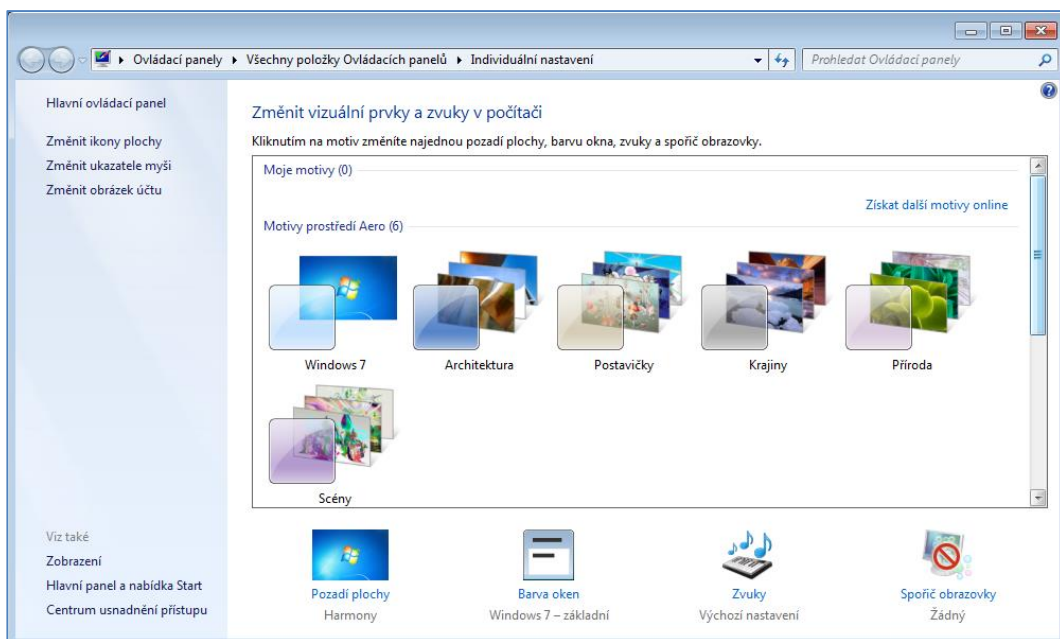 Ovládací panely ▸ Všechny položky Ovládacích panelů ▸ Individuální nastavení
Prohledat Ovládací panely
Hlavní ovládací panel
Změnit ikony plochy
Změnit ukazatele myši
Změnit obrázek účtu
Změnit vizuální prvky a zvuky v počítači
Kliknutím na motiv změníte najednou pozadí plochy, barvu okna, zvuky a spořič obrazovky.
Moje motivy (0)
Získat další motivy online
Motivy prostředí Aero (6)
Windows 7 Architektura Postavičky Krajiny Příroda
Scény
Viz také
Zobrazení
Hlavní panel a nabídka Start
Centrum usnadnění přístupu
Pozadí plochy Barva oken Zvuky Spořič obrazovky
Harmony Windows 7 – základní Výchozí nastavení Žádný